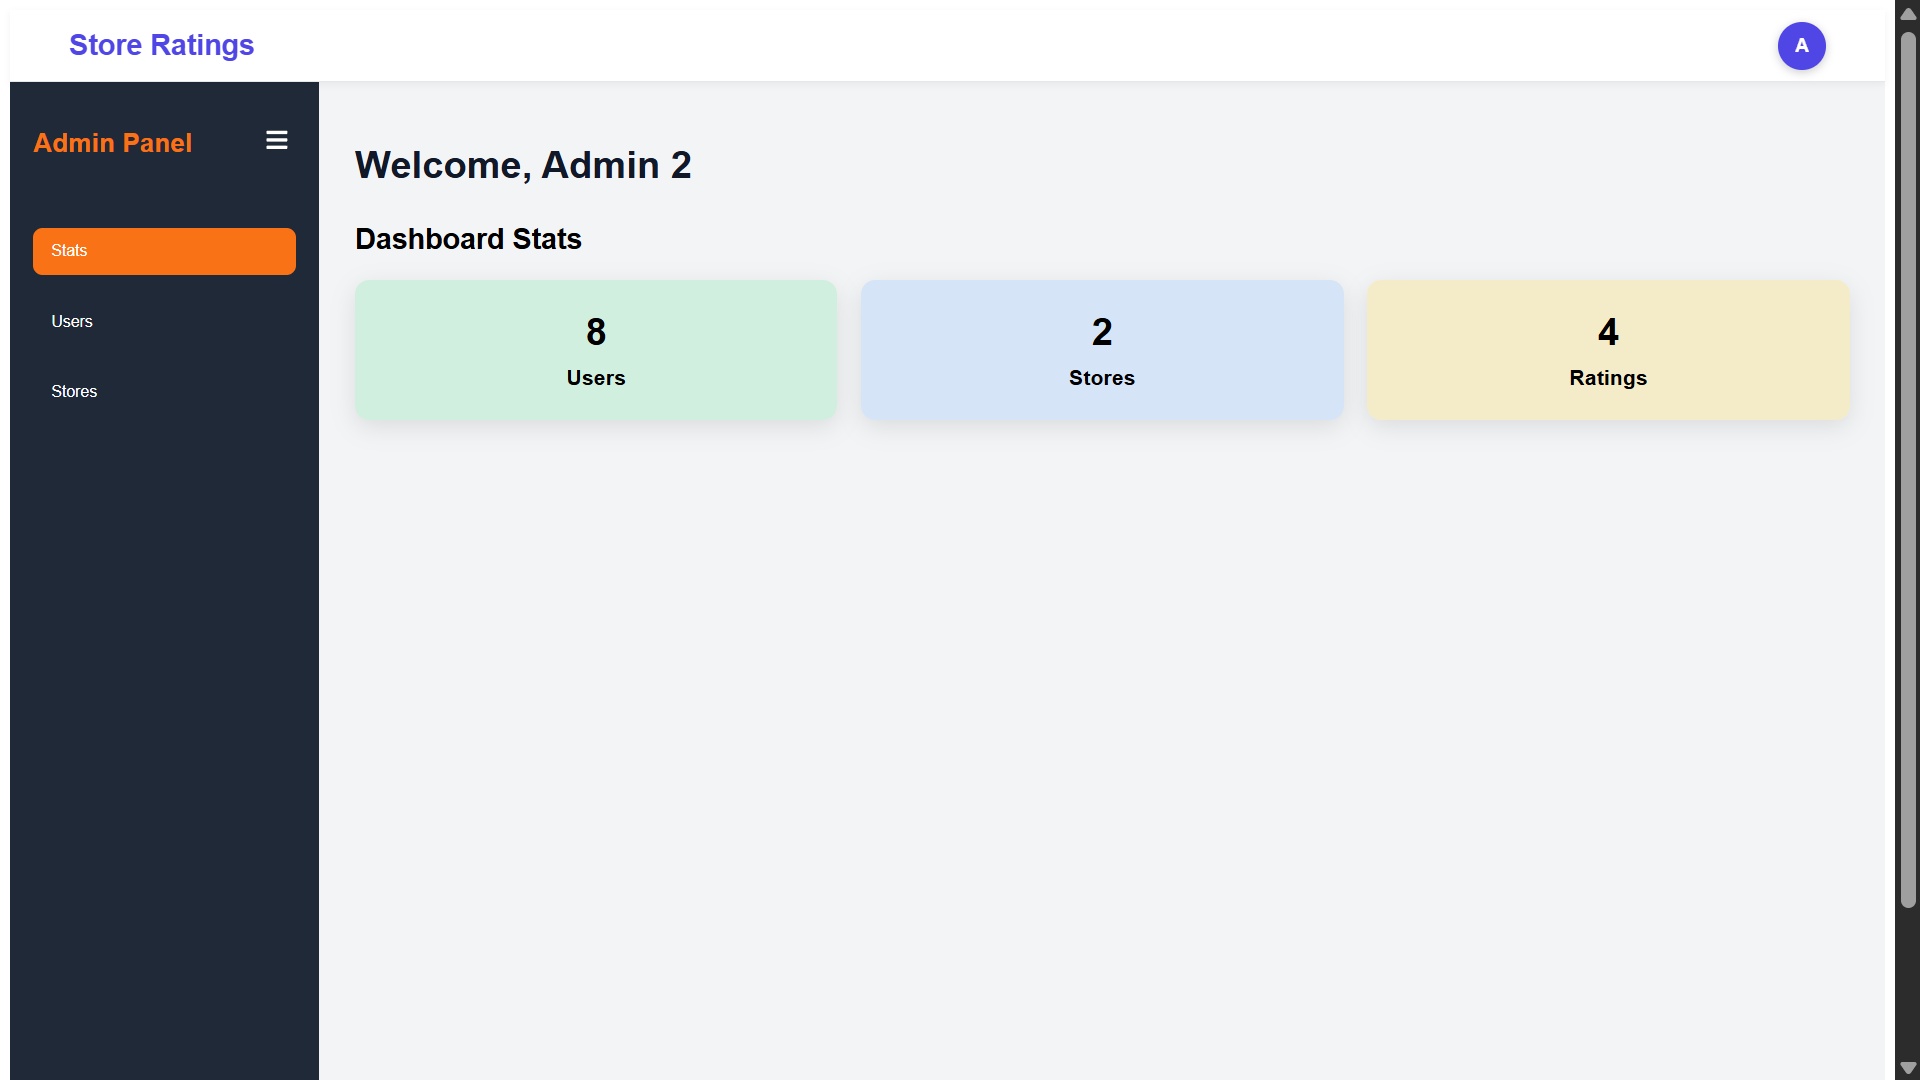 Store Ratings
A
Admin Panel
Stats
Users
Stores
Welcome, Admin 2
Dashboard Stats
8
Users
2
Stores
4
Ratings